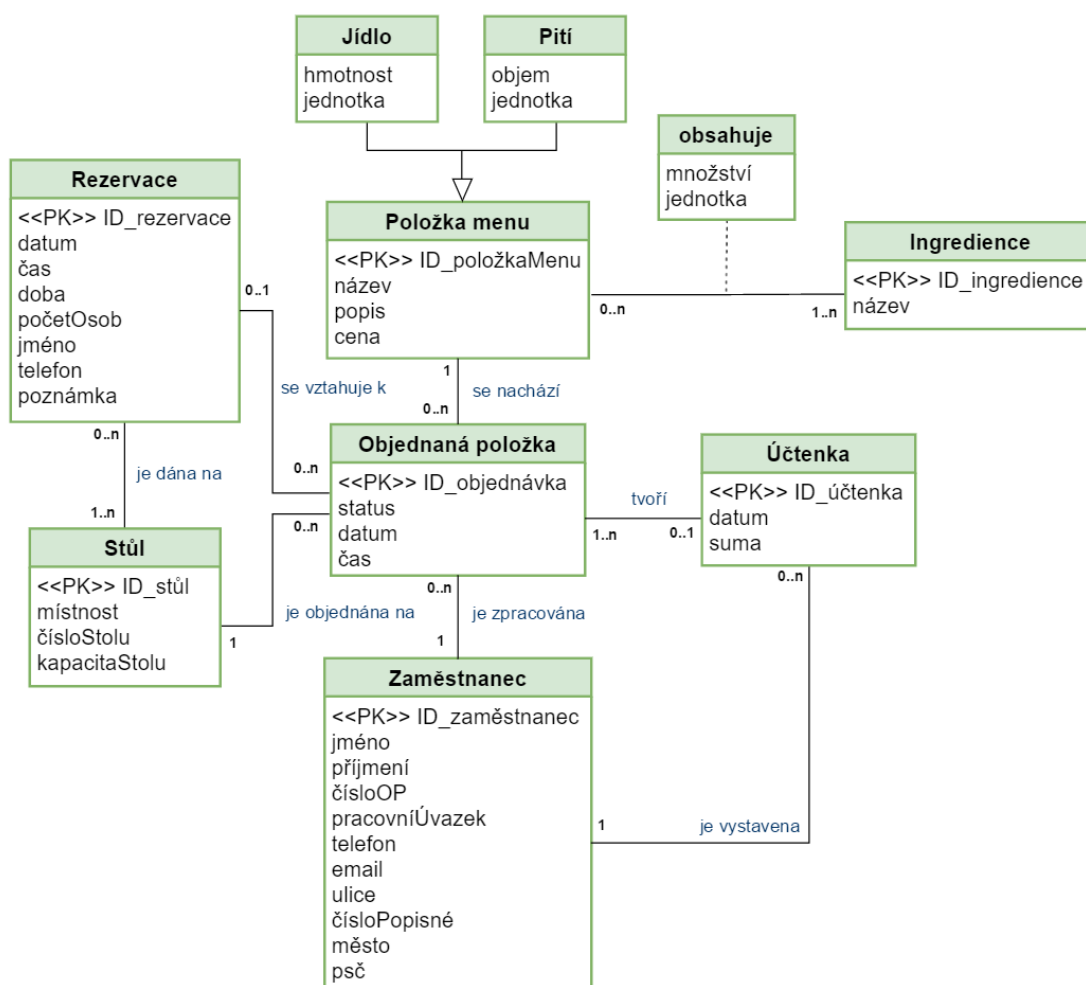 Jídlo
hmotnost
jednotka
Pití
objem
jednotka
obsahuje
množství
jednotka
Rezervace
<<PK>> ID_rezervace
datum
čas
doba
početOsob
jméno
telefon
poznámka
Položka menu
<<PK>> ID_položkaMenu
název
popis
cena
Ingredience
<<PK>> ID_ingredience
název
0..n
1..n
0..1
se vztahuje k
0..n
1
se nachází
0..n
0..n
je dána na
1..n
Objednaná položka
<<PK>> ID_objednávka
status
datum
čas
tvoří
1..n
0..1
Účtenka
<<PK>> ID_účtenka
datum
suma
Stůl
<<PK>> ID_stůl
místnost
čísloStolu
kapacitaStolu
0..n
je objednána na
1
0..n
je zpracována
1
0..n
je vystavena
1
Zaměstnanec
<<PK>> ID_zaměstnanec
jméno
příjmení
čísloOP
pracovníÚvazek
telefon
email
ulice
čísloPopisné
město
psč